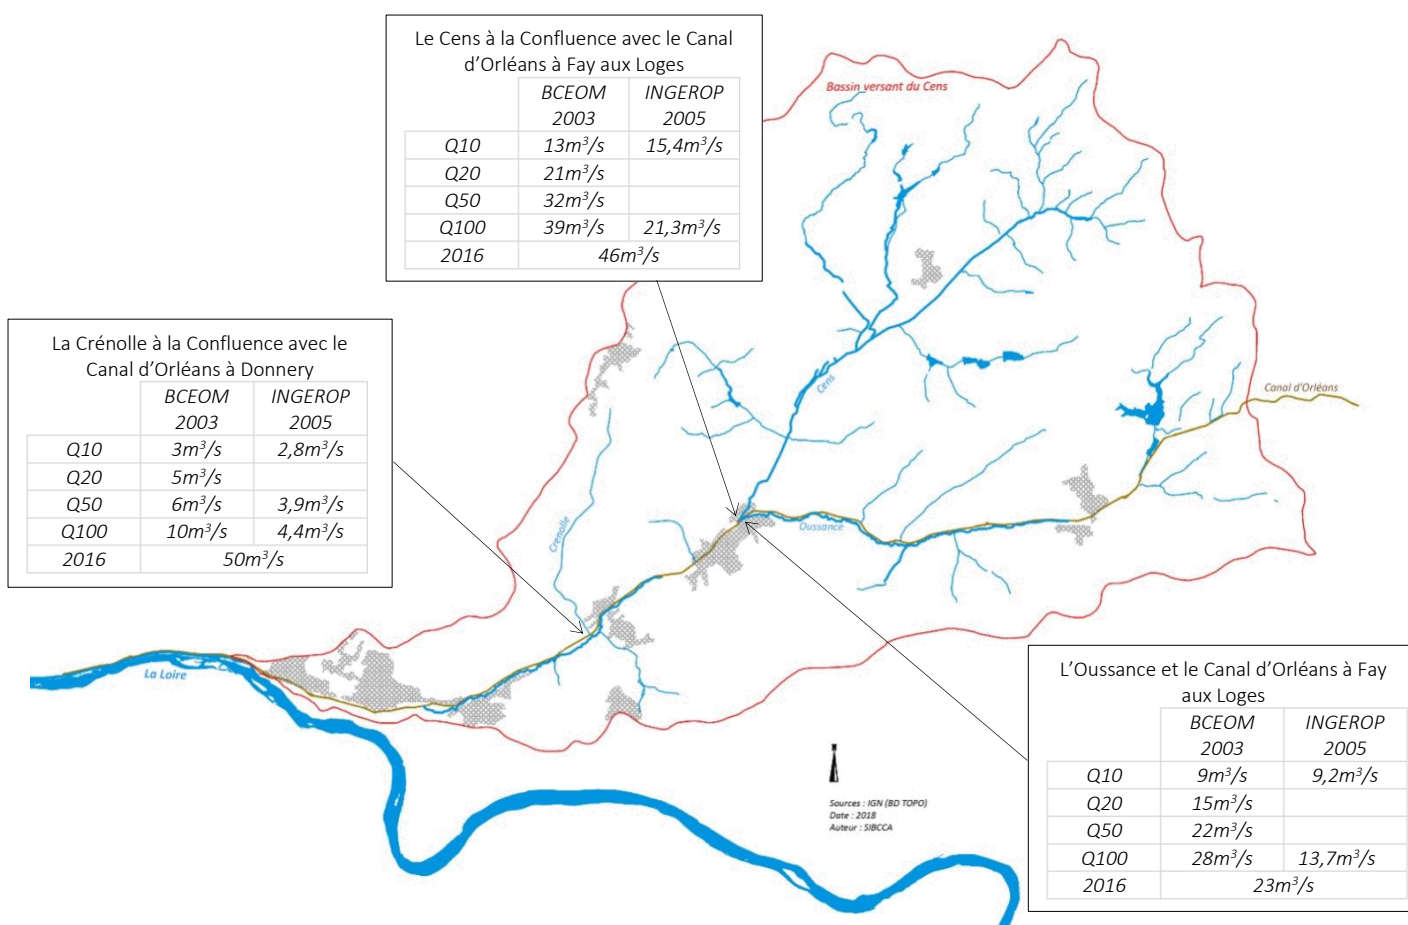 Le Cens à la Confluence avec le Canal
d’Orléans à Fay aux Loges
BCEOM INGEROP
2003 2005
Q10 13m³/s 15,4m³/s
Q20 21m³/s
Q50 32m³/s
Q100 39m³/s 21,3m³/s
2016 46m³/s
Bassin versant du Cens
La Crénolle à la Confluence avec le
Canal d’Orléans à Donnery
BCEOM INGEROP
2003 2005
Q10 3m³/s 2,8m³/s
Q20 5m³/s
Q50 6m³/s 3,9m³/s
Q100 10m³/s 4,4m³/s
2016 50m³/s
Cens
Canal d'Orléans
Crenolle
Oussance
La Loire
L’Oussance et le Canal d’Orléans à Fay
aux Loges
BCEOM INGEROP
2003 2005
Q10 9m³/s 9,2m³/s
Q20 15m³/s
Q50 22m³/s
Q100 28m³/s 13,7m³/s
2016 23m³/s
Sources : IGN (BD TOPO)
Date : 2018
Auteur : SIBCCA